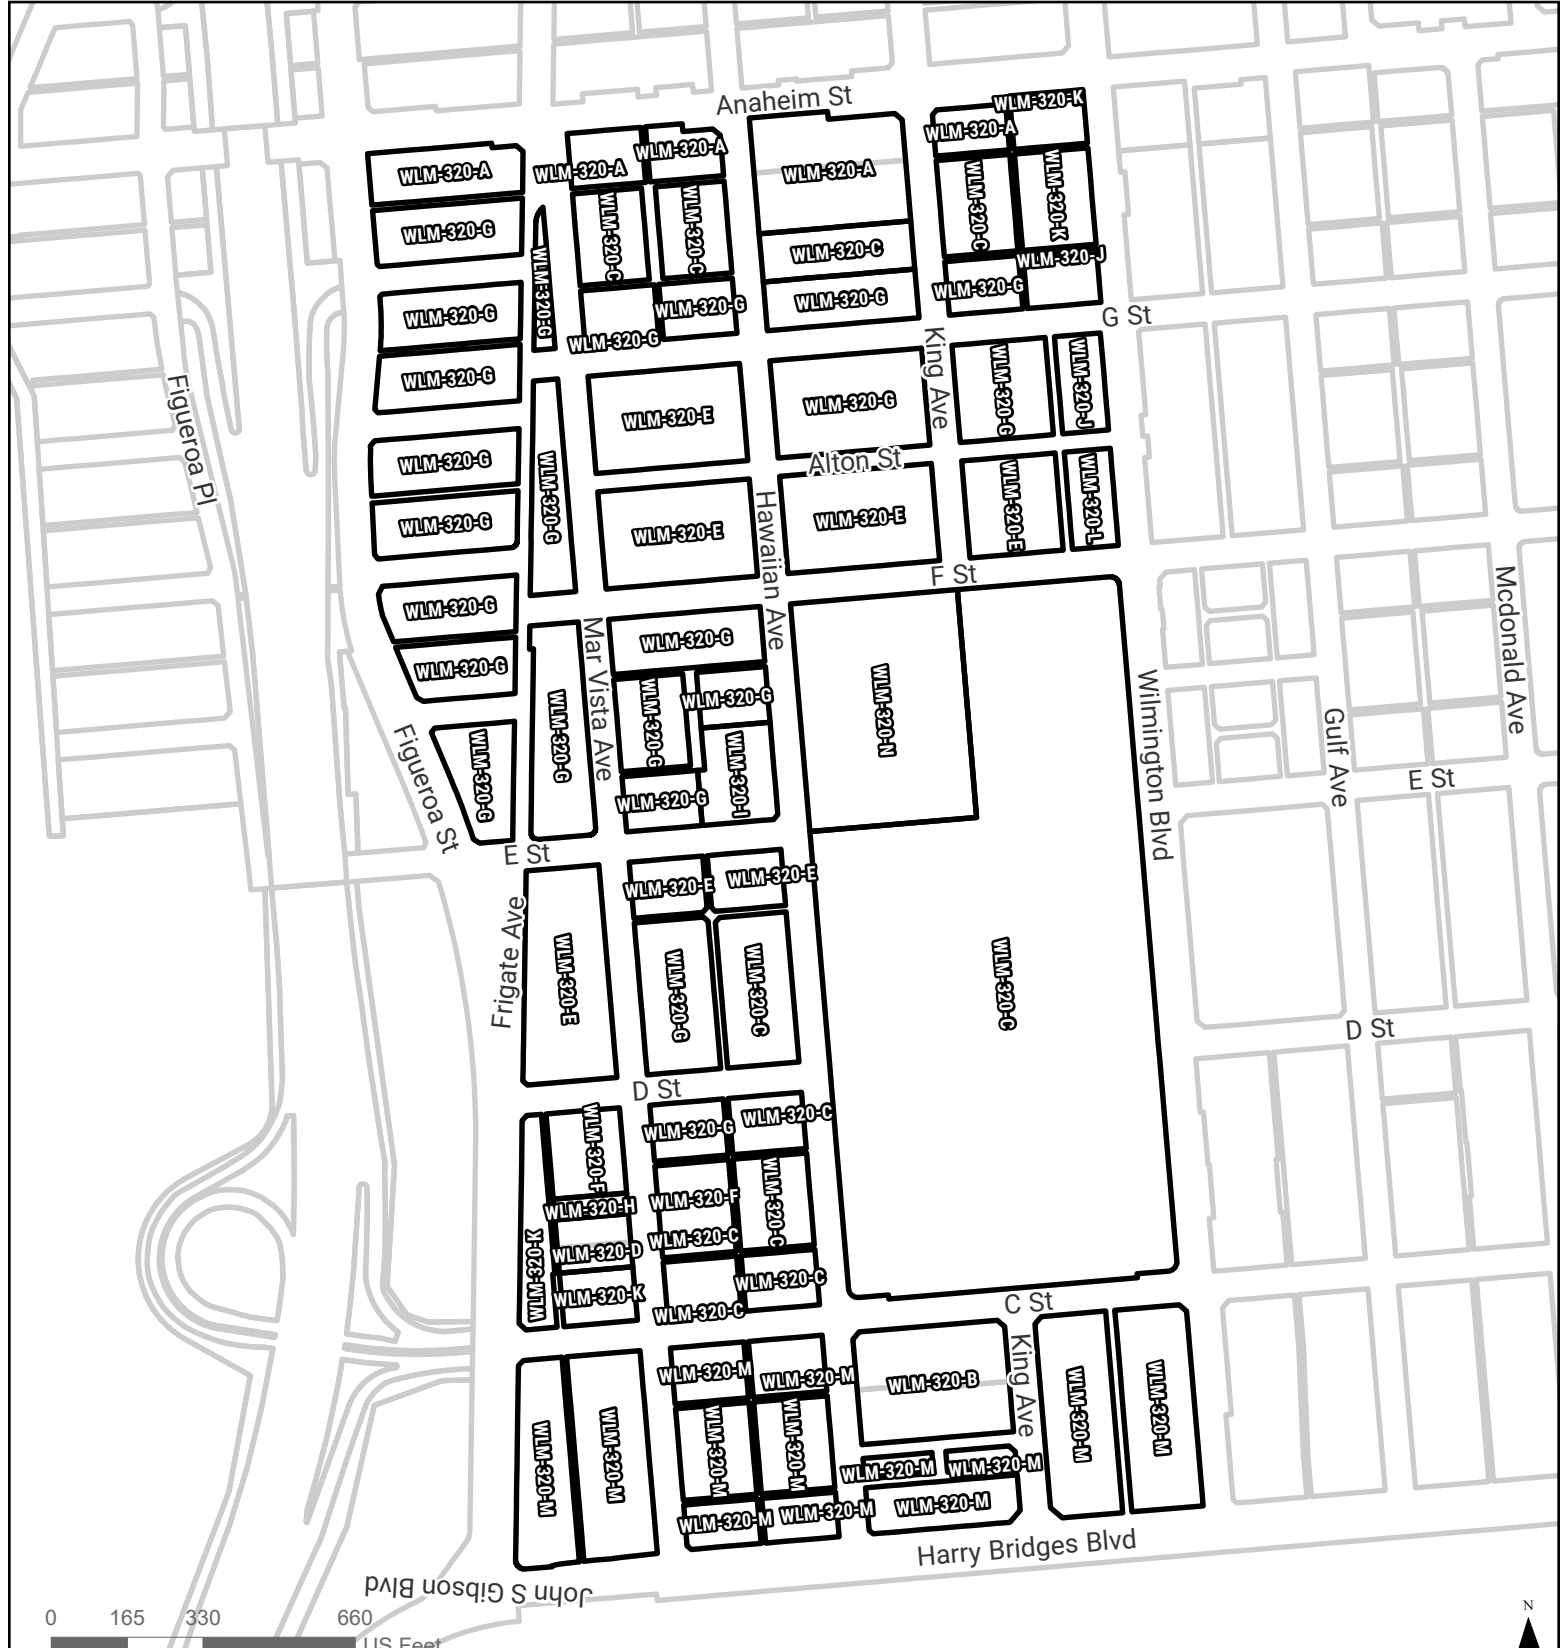 Anaheim St
WLM-320-K
WLM-320-A
WLM-320-A
WLM-320-A
WLM-320-A
WLM-320-A
WLM-320-G
WLM-320-G
WLM-320-C
WLM-320-C
WLM-320-C
WLM-320-C
WLM-320-K
WLM-320-J
WLM-320-G
WLM-320-G
WLM-320-G
WLM-320-G
WLM-320-G
WLM-320-G
G St
King Ave
WLM-320-G
WLM-320-E
WLM-320-G
WLM-320-G
WLM-320-J
Figueroa Pl
WLM-320-G
WLM-320-G
WLM-320-G
Alton St
WLM-320-E
WLM-320-E
WLM-320-E
WLM-320-L
Hawaiian Ave
F St
WLM-320-G
WLM-320-G
WLM-320-G
WLM-320-G
Mar Vista Ave
WLM-320-G
WLM-320-G
WLM-320-I
WLM-320-G
WLM-320-N
Wilmington Blvd
Mcdonald Ave
Gulf Ave
E St
Figueroa St
WLM-320-G
E St
WLM-320-G
WLM-320-E
WLM-320-E
Frigate Ave
WLM-320-E
WLM-320-G
WLM-320-C
WLM-320-C
D St
D St
WLM-320-F
WLM-320-G
WLM-320-C
WLM-320-H
WLM-320-F
WLM-320-C
WLM-320-C
WLM-320-K
WLM-320-D
WLM-320-K
WLM-320-C
WLM-320-C
C St
King Ave
WLM-320-M
WLM-320-M
WLM-320-B
WLM-320-M
WLM-320-M
WLM-320-M
WLM-320-M
WLM-320-M
WLM-320-M
WLM-320-M
WLM-320-M
WLM-320-M
WLM-320-M
WLM-320-M
Harry Bridges Blvd
John S Gibson Blvd
0 165 330 660
US Feet
N